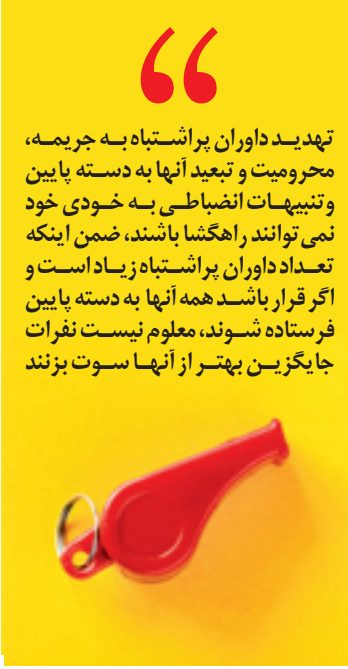 “
تهدید داوران پراشتباه به جریمه،
محرومیت و تبعید آنها به دسته پایین
و تنبیهات انضباطی به خودی خود
نمی‌توانند راهگشا باشند، ضمن اینکه
تعداد داوران پراشتباه زیاد است و
اگر قرار باشد همه آنها به دسته پایین
فرستاده شوند، معلوم نیست نفرات
جایگزین بهتر از آنها سوت بزنند